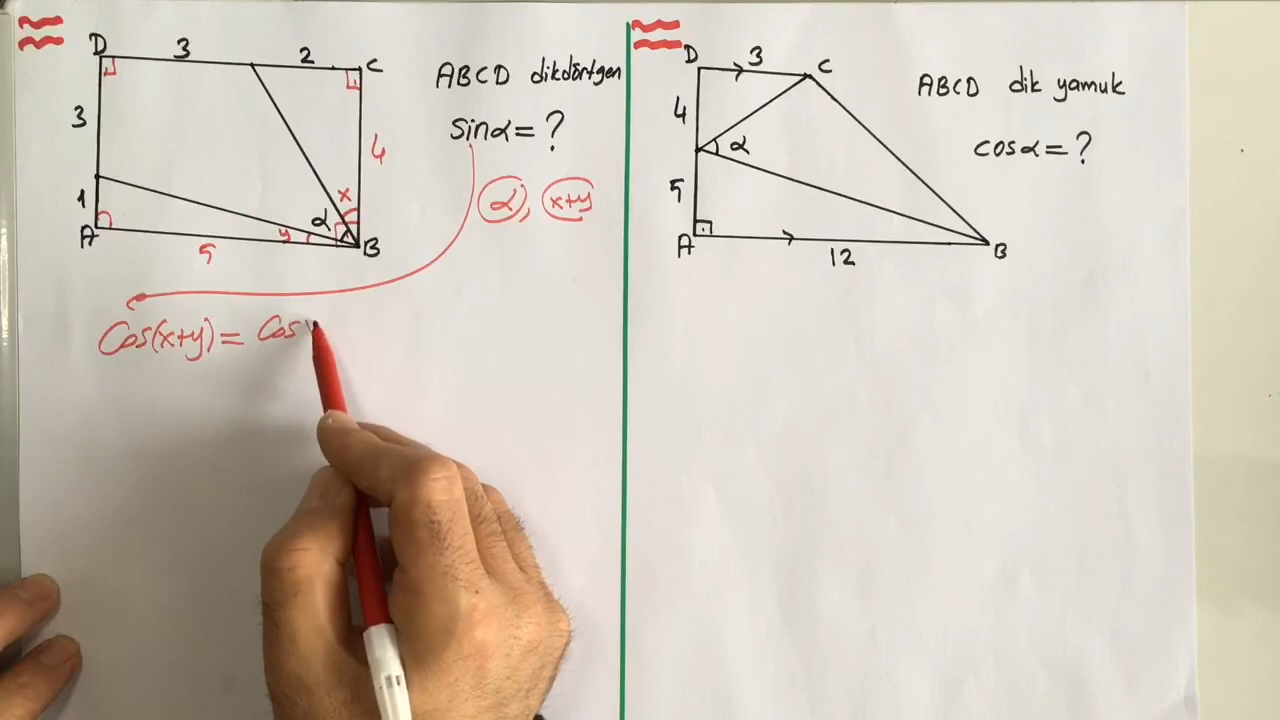 D 3 2 C
3
4
1
x
α
y
A B
5
ABCD dikdörtgen
sinα=?
α, x+y
Cos(x+y)= Cos
D 3 C
4
α
5
A B
12
ABCD dik yamuk
cosα=?